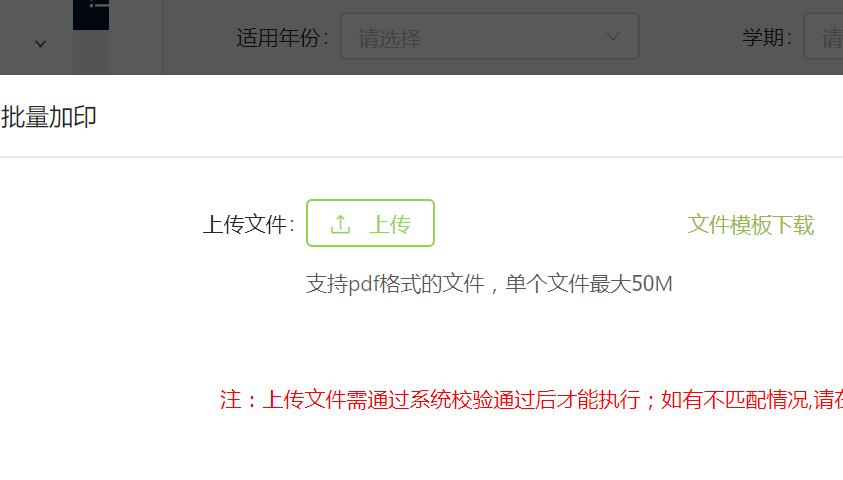 适用年份： 请选择 学期： 请
批量加印
上传文件： 上传 文件模板下载
支持pdf格式的文件，单个文件最大50M
注：上传文件需通过系统校验通过后才能执行；如有不匹配情况,请在